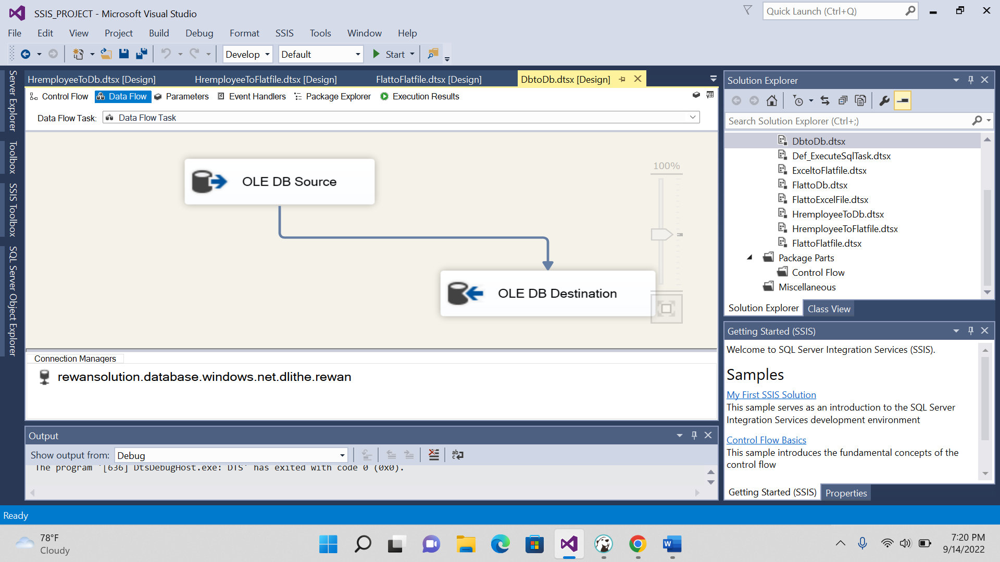 SSIS_PROJECT - Microsoft Visual Studio
Quick Launch (Ctrl+Q)
File Edit View Project Build Debug Format SSIS Tools Window Help
Develop Default Start
HremployeeToDb.dtsx [Design] HremployeeToFlatfile.dtsx [Design] FlattoFlatfile.dtsx [Design] DbtoDb.dtsx [Design]
Control Flow Data Flow Parameters Event Handlers Package Explorer Execution Results
Data Flow Task: Data Flow Task
Server Explorer
Toolbox
SSIS Toolbox
SQL Server Object Explorer
OLE DB Source
100%
OLE DB Destination
Connection Managers
rewansolution.database.windows.net.dlithe.rewan
Output
Show output from: Debug
The program '[636] DtsDebugHost.exe: DTS' has exited with code 0 (0x0).
Solution Explorer
Search Solution Explorer (Ctrl+;)
DbtoDb.dtsx
Def_ExecuteSqlTask.dtsx
ExceltoFlatfile.dtsx
FlattoDb.dtsx
FlattoExcelFile.dtsx
HremployeeToDb.dtsx
HremployeeToFlatfile.dtsx
FlattoFlatfile.dtsx
Package Parts
Control Flow
Miscellaneous
Solution Explorer Class View
Getting Started (SSIS)
Welcome to SQL Server Integration Services (SSIS).
Samples
My First SSIS Solution
This sample serves as an introduction to the SQL Server
Integration Services development environment
Control Flow Basics
This sample introduces the fundamental concepts of the
control flow
Getting Started (SSIS) Properties
Ready
78°F
Cloudy
7:20 PM
9/14/2022